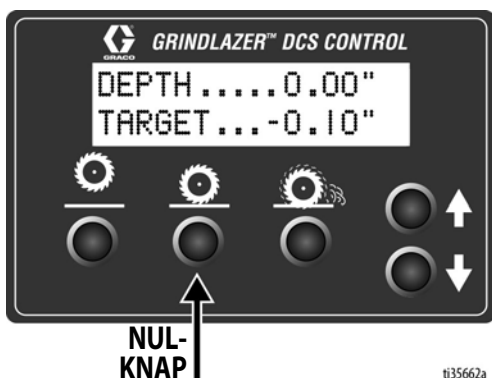 GRACO
GRINDLAZER™ DCS CONTROL
DEPTH.....0.00"
TARGET...-0.10"
NUL-
KNAP
ti35662a